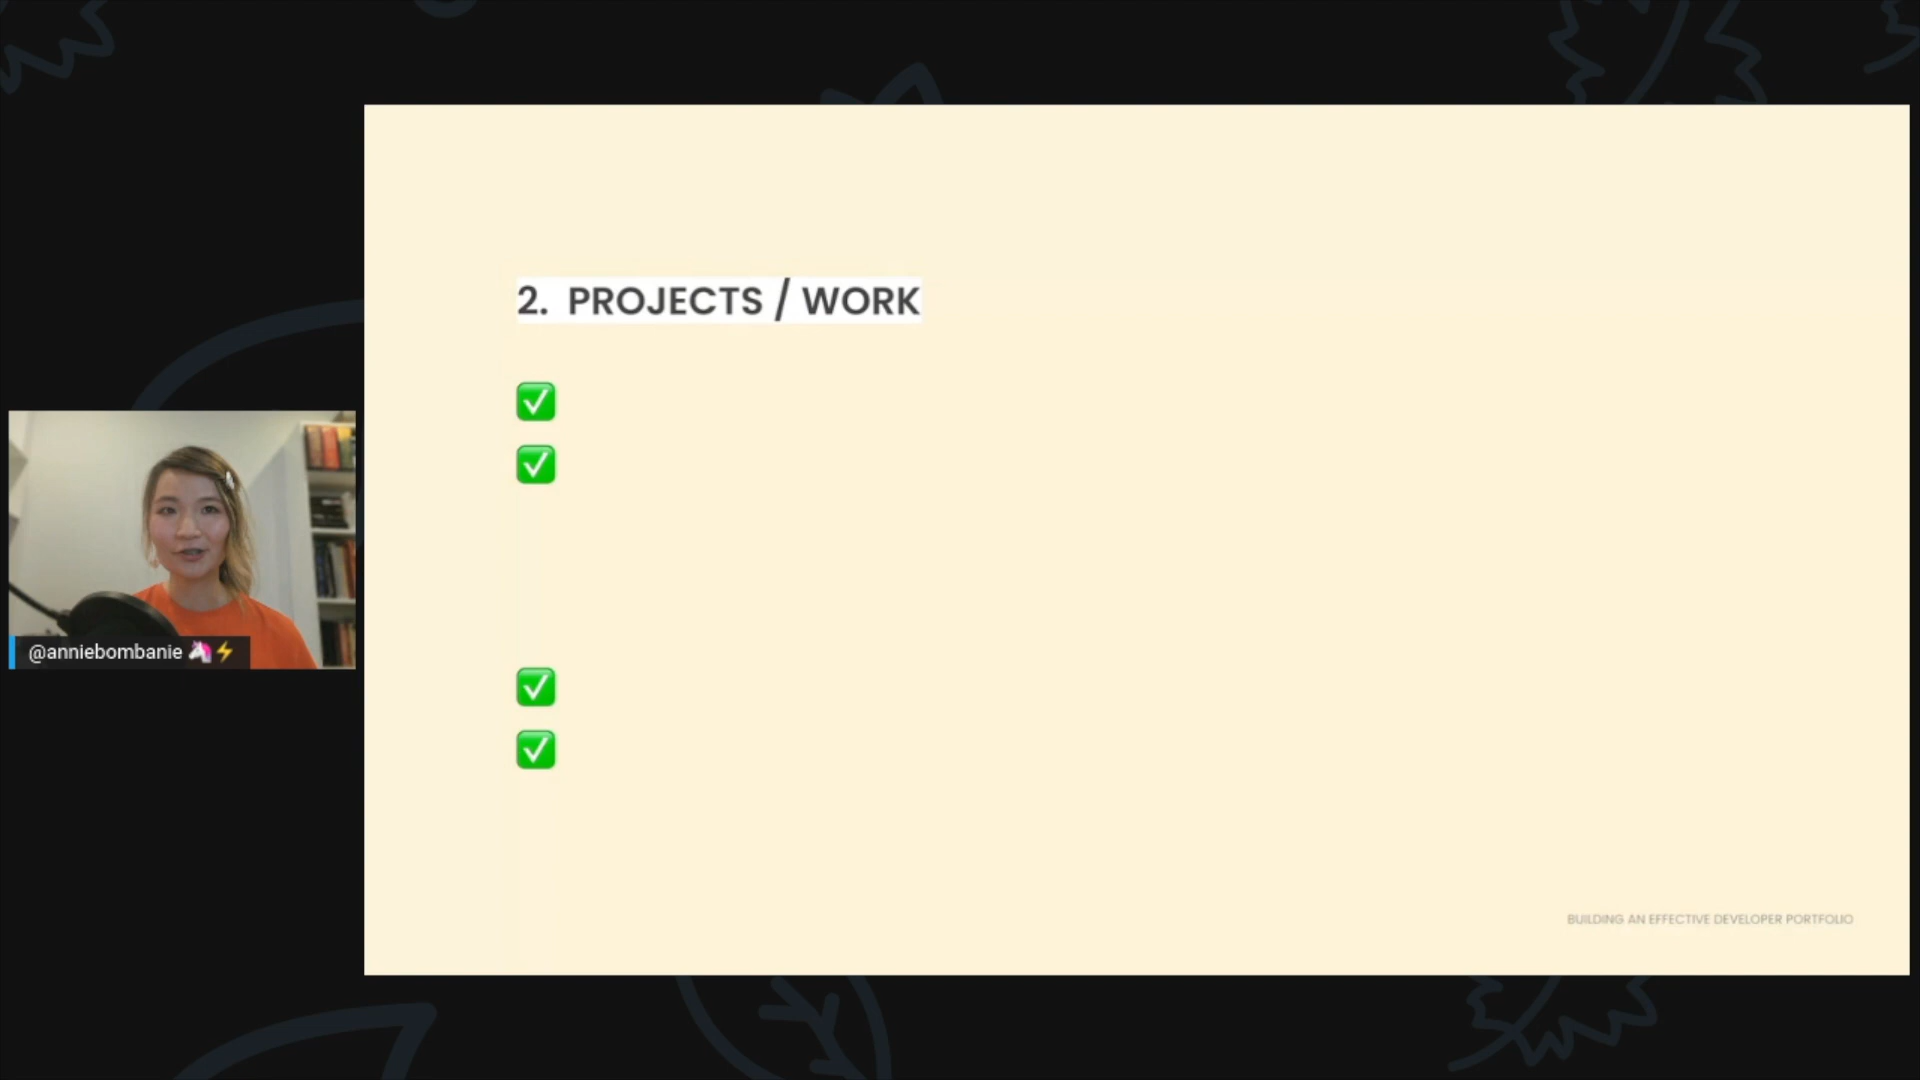 2. PROJECTS / WORK
✅
✅
✅
✅
@anniebombanie 🦄⚡
BUILDING AN EFFECTIVE DEVELOPER PORTFOLIO